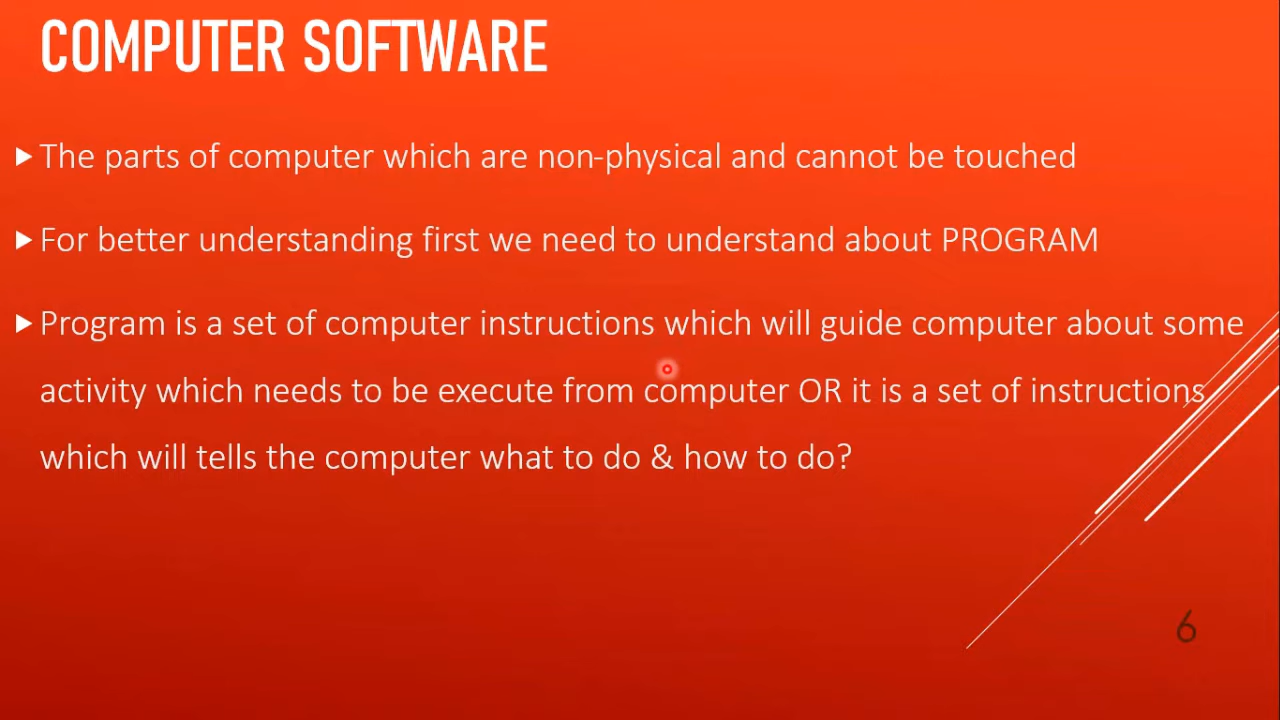 COMPUTER SOFTWARE
The parts of computer which are non-physical and cannot be touched
For better understanding first we need to understand about PROGRAM
Program is a set of computer instructions which will guide computer about some
activity which needs to be execute from computer OR it is a set of instructions
which will tells the computer what to do & how to do?
6